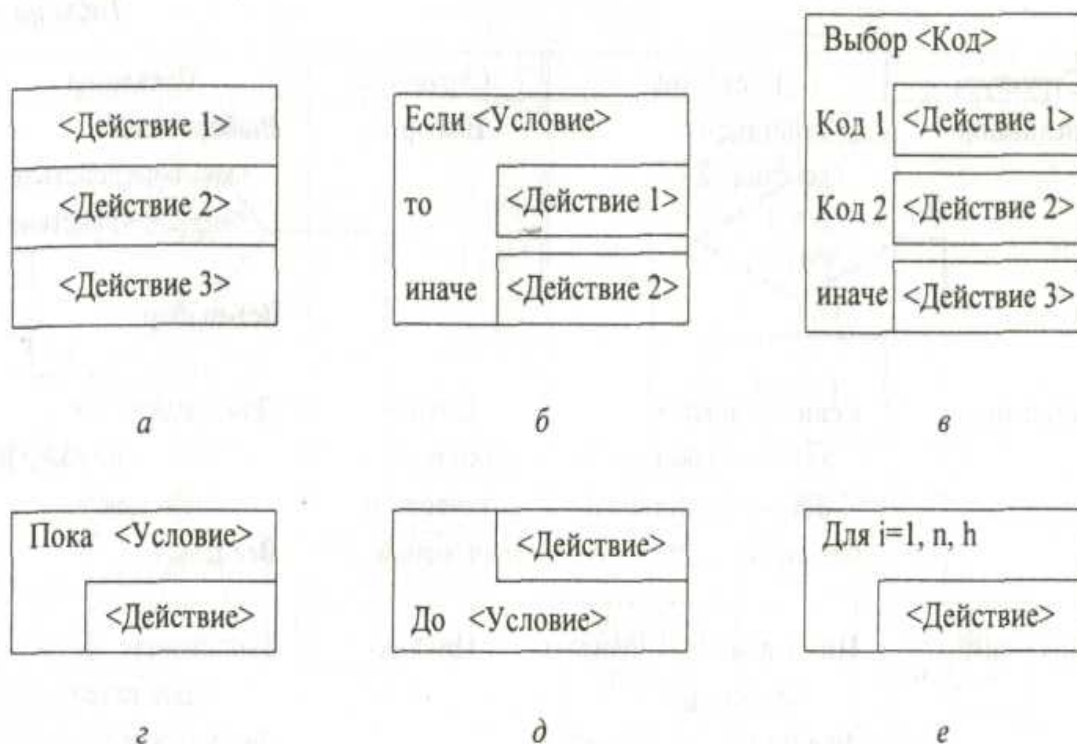 <Действие 1>
<Действие 2>
<Действие 3>
а
Если <Условие>
то <Действие 1>
иначе <Действие 2>
б
Выбор <Код>
Код 1 <Действие 1>
Код 2 <Действие 2>
иначе <Действие 3>
в
Пока <Условие>
<Действие>
г
<Действие>
До <Условие>
д
Для i=1, n, h
<Действие>
е